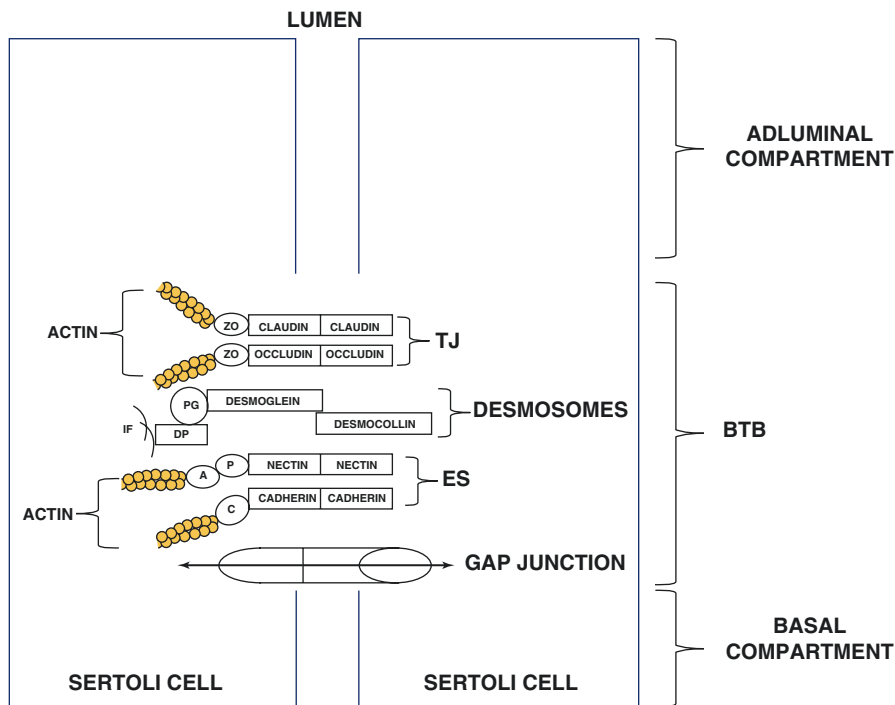 LUMEN
ADLUMINAL
COMPARTMENT
ACTIN
ZO CLAUDIN CLAUDIN
TJ
ZO OCCLUDIN OCCLUDIN
PG DESMOGLEIN
DESMOSOMES
IF DP DESMOCOLLIN
BTB
A P NECTIN NECTIN
ES
C CADHERIN CADHERIN
ACTIN
GAP JUNCTION
BASAL
COMPARTMENT
SERTOLI CELL SERTOLI CELL